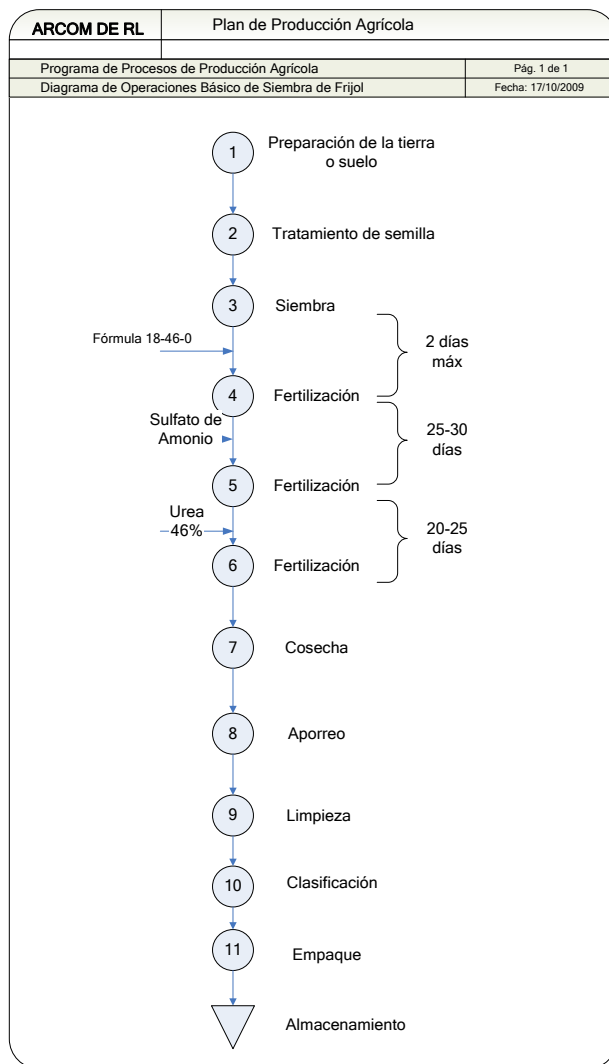 ARCOM DE RL
Plan de Producción Agrícola
Programa de Procesos de Producción Agrícola
Pág. 1 de 1
Diagrama de Operaciones Básico de Siembra de Frijol
Fecha: 17/10/2009
1
Preparación de la tierra
o suelo
2
Tratamiento de semilla
3
Siembra
Fórmula 18-46-0
2 días
máx
4
Fertilización
Sulfato de
Amonio
25-30
días
5
Fertilización
Urea
46%
20-25
días
6
Fertilización
7
Cosecha
8
Aporreo
9
Limpieza
10
Clasificación
11
Empaque
Almacenamiento